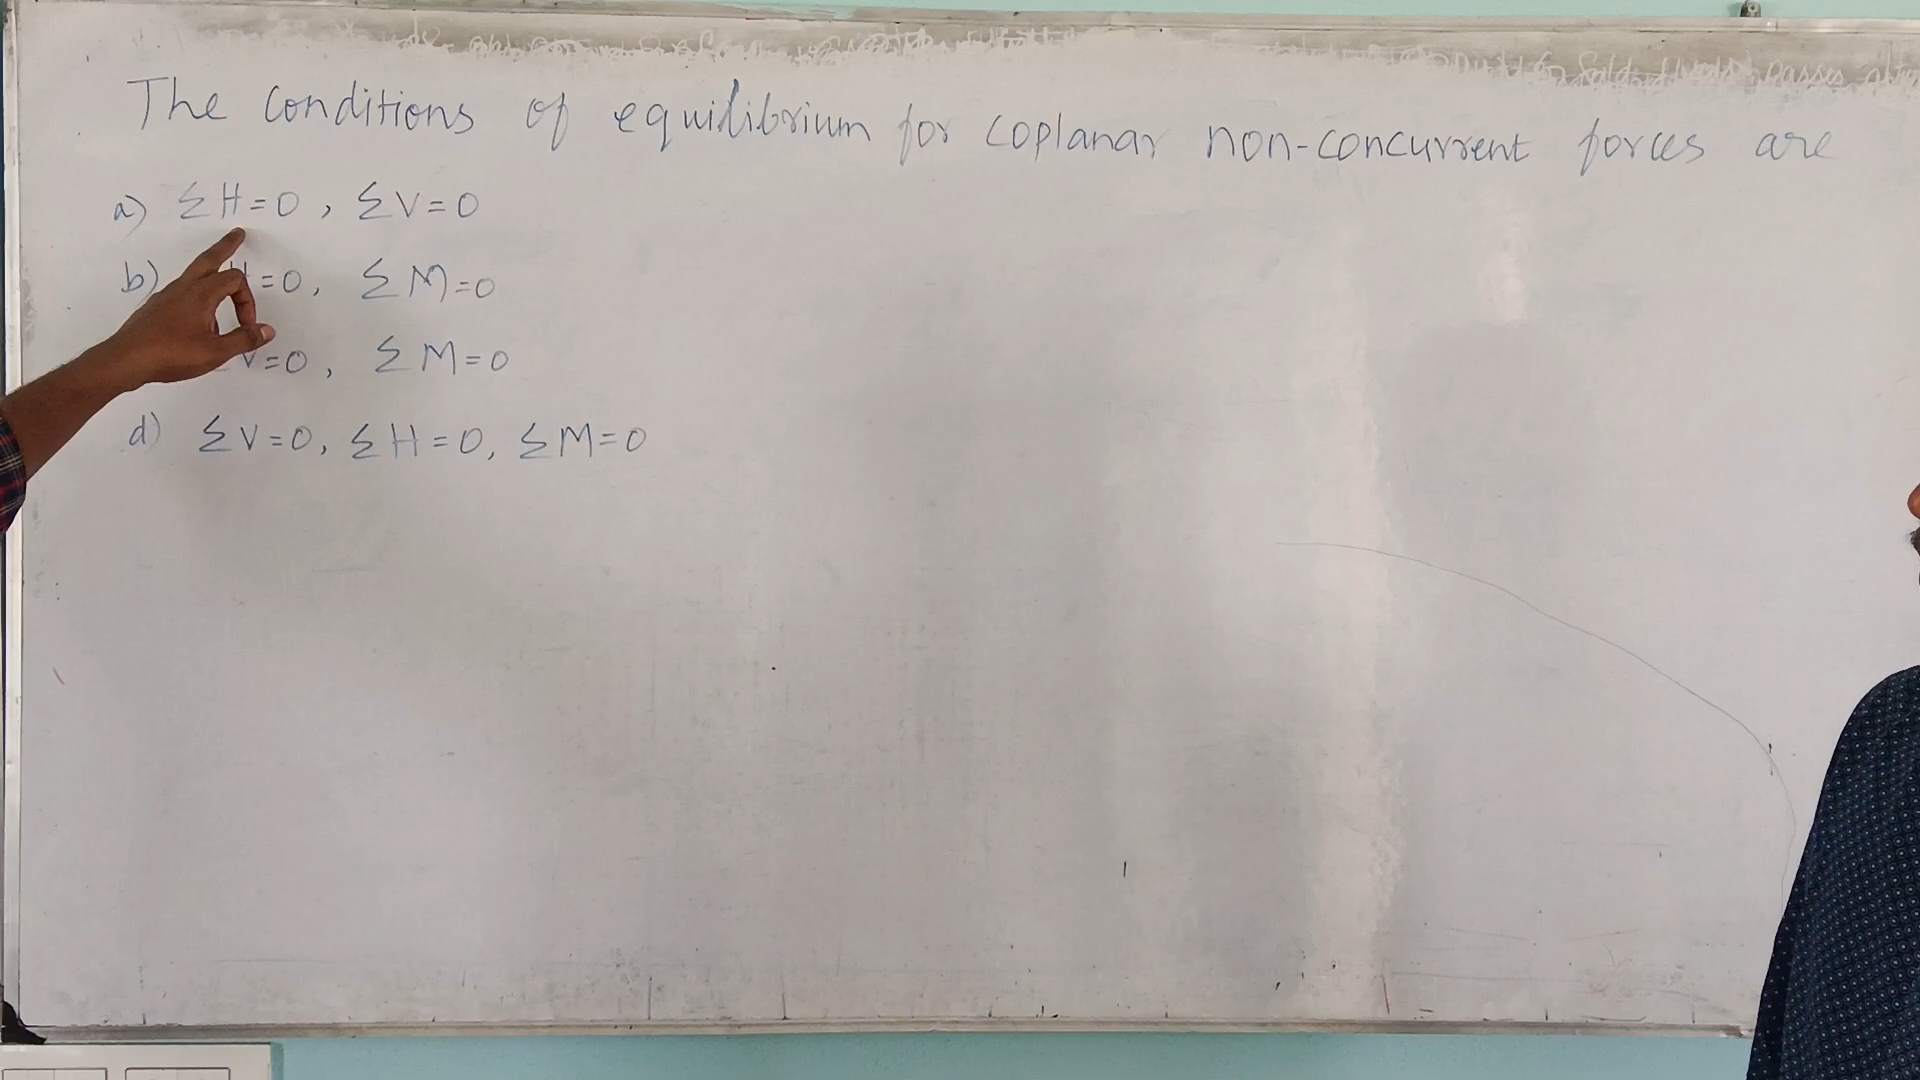 The conditions of equilibrium for coplanar non-concurrent forces are
a) ΣH=0, ΣV=0
b) H=0, ΣM=0
V=0, ΣM=0
d) ΣV=0, ΣH=0, ΣM=0